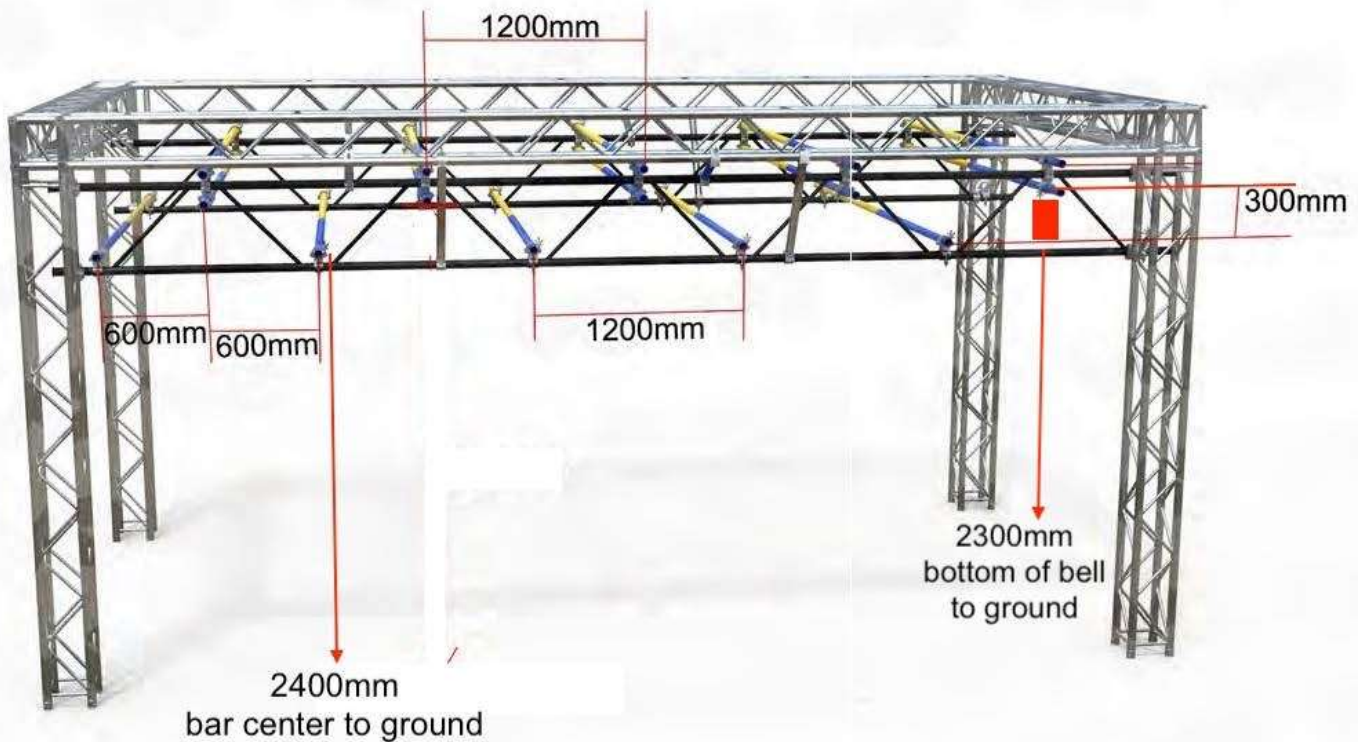 1200mm
300mm
600mm
600mm
1200mm
2300mm
bottom of bell
to ground
2400mm
bar center to ground